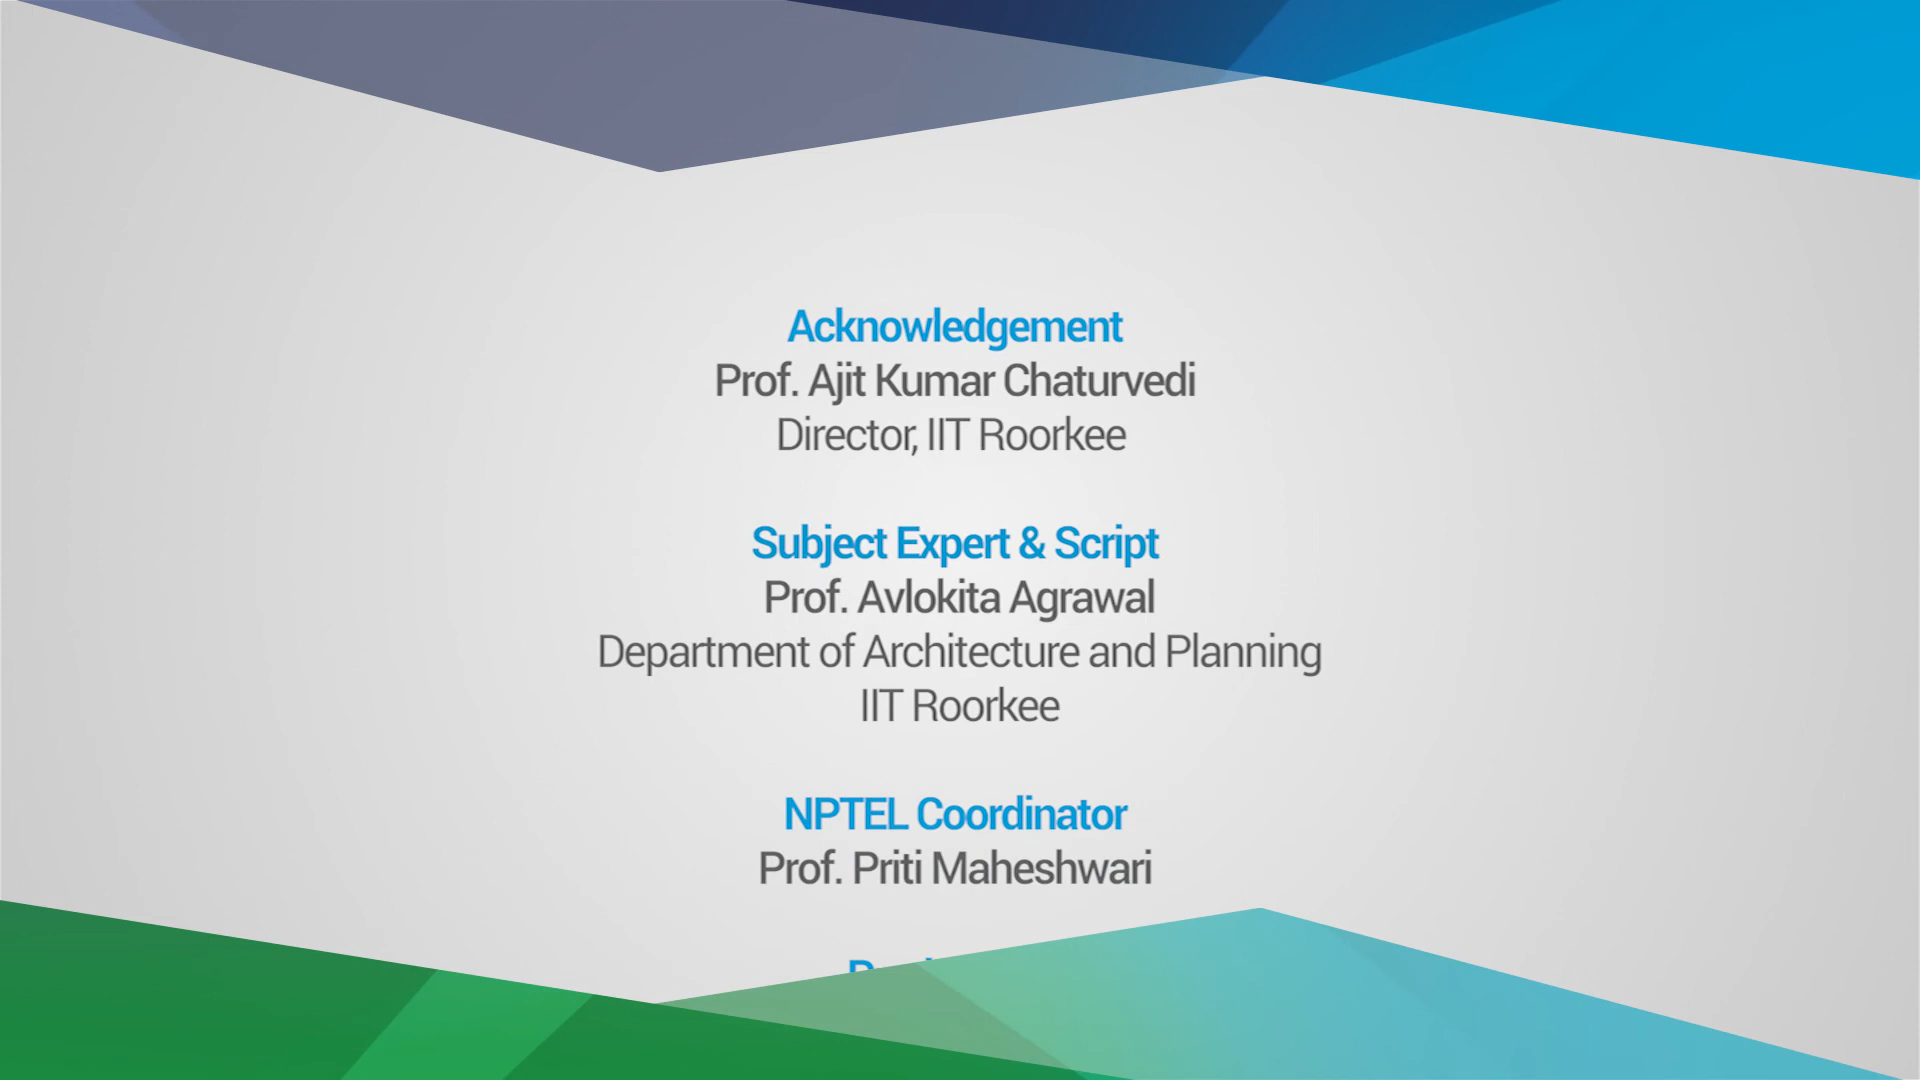 Acknowledgement
Prof. Ajit Kumar Chaturvedi
Director, IIT Roorkee
Subject Expert & Script
Prof. Avlokita Agrawal
Department of Architecture and Planning
IIT Roorkee
NPTEL Coordinator
Prof. Priti Maheshwari